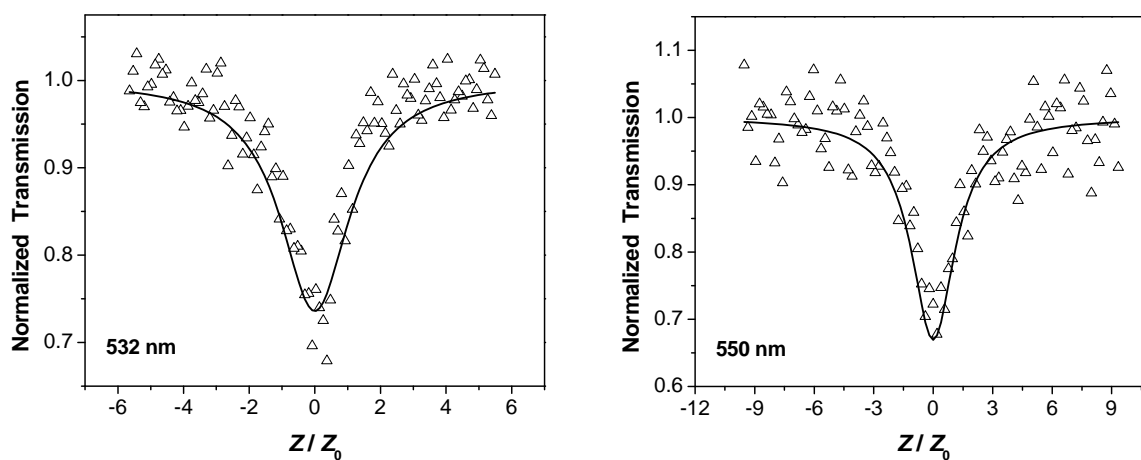 Normalized Transmission
1.0
0.9
0.8
0.7
532 nm
-6 -4 -2 0 2 4 6
Z / Z0
Normalized Transmission
1.1
1.0
0.9
0.8
0.7
0.6
550 nm
-12 -9 -6 -3 0 3 6 9
Z / Z0